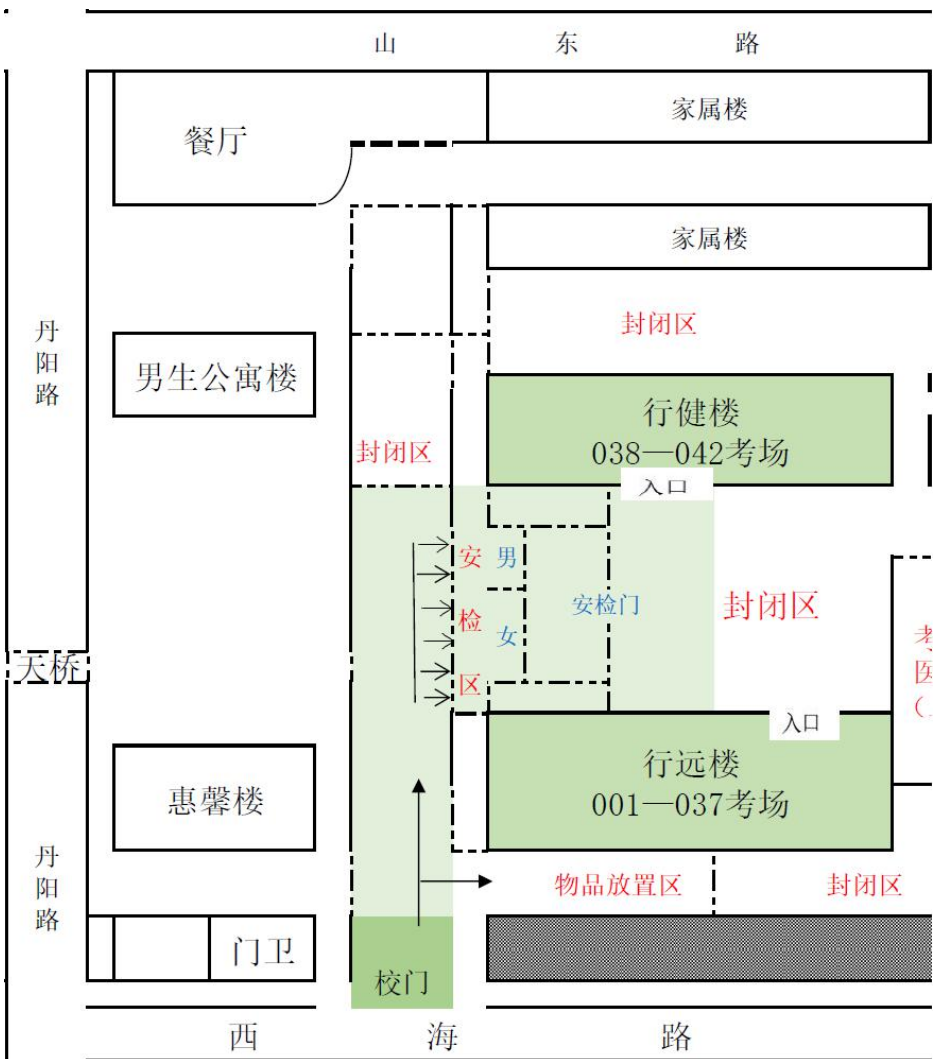 山东路
家属楼
餐厅
家属楼
丹阳路
封闭区
男生公寓楼
行健楼
038—042考场
封闭区
入口
安检区
男
女
安检门
封闭区
天桥
考
医
（
入口
行远楼
001—037考场
惠馨楼
丹阳路
物品放置区
封闭区
门卫
校门
西海路